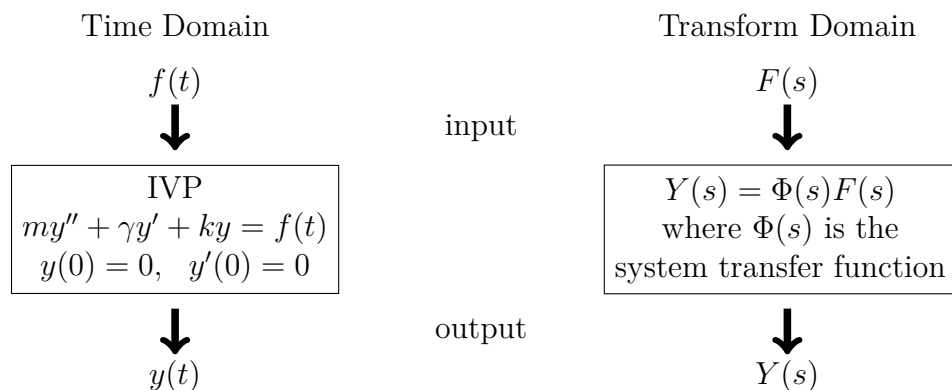 Time Domain
f(t)
IVP
my'' + γy' + ky = f(t)
y(0) = 0, y'(0) = 0
y(t)
input
output
Transform Domain
F(s)
Y(s) = Φ(s)F(s)
where Φ(s) is the
system transfer function
Y(s)